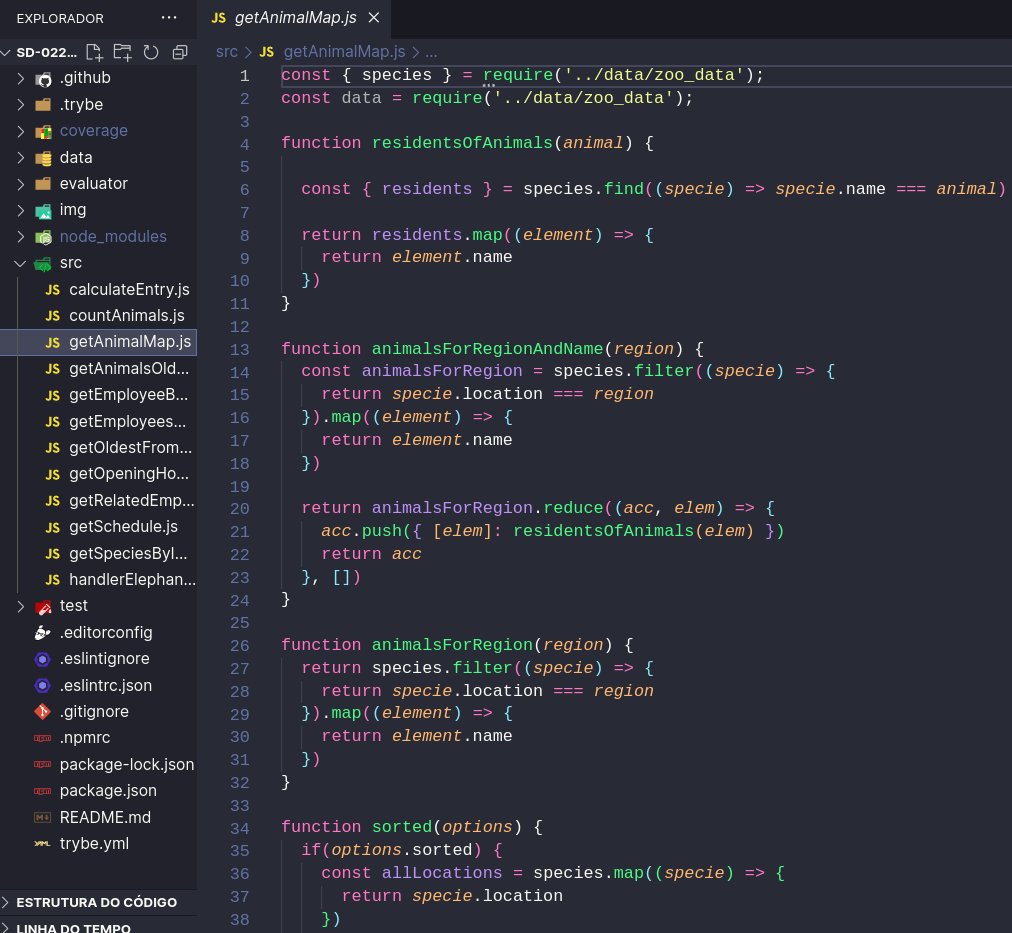 EXPLORADOR ···
SD-022...
.github
.trybe
coverage
data
evaluator
img
node_modules
src
JS calculateEntry.js
JS countAnimals.js
JS getAnimalMap.js
JS getAnimalsOld...
JS getEmployeeB...
JS getEmployees...
JS getOldestFrom...
JS getOpeningHo...
JS getRelatedEmp...
JS getSchedule.js
JS getSpeciesByI...
JS handlerElephan...
test
.editorconfig
.eslintignore
.eslintrc.json
.gitignore
.npmrc
package-lock.json
package.json
README.md
trybe.yml
ESTRUTURA DO CÓDIGO
LINHA DO TEMPO
JS getAnimalMap.js
src > JS getAnimalMap.js > ...
1 const { species } = require('../data/zoo_data');
2 const data = require('../data/zoo_data');
3
4 function residentsOfAnimals(animal) {
5
6   const { residents } = species.find((specie) => specie.name === animal)
7
8   return residents.map((element) => {
9     return element.name
10   })
11 }
12
13 function animalsForRegionAndName(region) {
14   const animalsForRegion = species.filter((specie) => {
15     return specie.location === region
16   }).map((element) => {
17     return element.name
18   })
19
20   return animalsForRegion.reduce((acc, elem) => {
21     acc.push({ [elem]: residentsOfAnimals(elem) })
22     return acc
23   }, [])
24 }
25
26 function animalsForRegion(region) {
27   return species.filter((specie) => {
28     return specie.location === region
29   }).map((element) => {
30     return element.name
31   })
32 }
33
34 function sorted(options) {
35   if(options.sorted) {
36     const allLocations = species.map((specie) => {
37       return specie.location
38     })